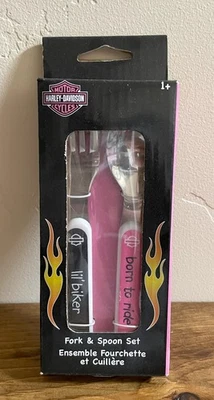 1+
MOTOR
HARLEY-DAVIDSON
CYCLES
lil' biker
born to ride
Fork & Spoon Set
Ensemble Fourchette
et Cuillère